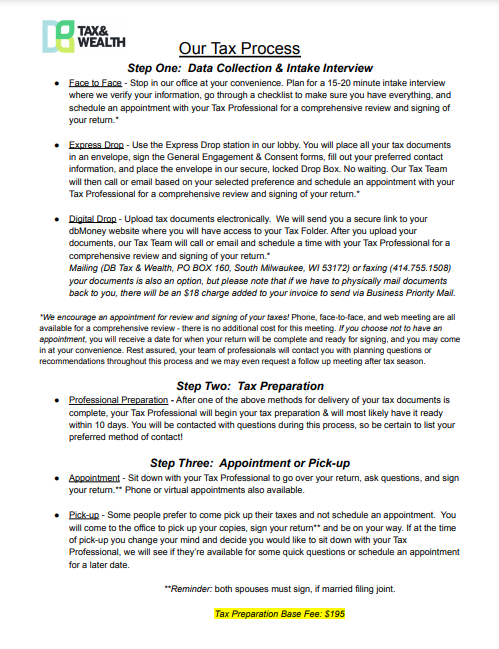 DB TAX&
WEALTH
Our Tax Process
Step One: Data Collection & Intake Interview
● Face to Face - Stop in our office at your convenience. Plan for a 15-20 minute intake interview
where we verify your information, go through a checklist to make sure you have everything, and
schedule an appointment with your Tax Professional for a comprehensive review and signing of
your return.*
● Express Drop - Use the Express Drop station in our lobby. You will place all your tax documents
in an envelope, sign the General Engagement & Consent forms, fill out your preferred contact
information, and place the envelope in our secure, locked Drop Box. No waiting. Our Tax Team
will then call or email based on your selected preference and schedule an appointment with your
Tax Professional for a comprehensive review and signing of your return.*
● Digital Drop - Upload tax documents electronically. We will send you a secure link to your
dbMoney website where you will have access to your Tax Folder. After you upload your
documents, our Tax Team will call or email and schedule a time with your Tax Professional for a
comprehensive review and signing of your return.*
Mailing (DB Tax & Wealth, PO BOX 160, South Milwaukee, WI 53172) or faxing (414.755.1508)
your documents is also an option, but please note that if we have to physically mail documents
back to you, there will be an $18 charge added to your invoice to send via Business Priority Mail.
*We encourage an appointment for review and signing of your taxes! Phone, face-to-face, and web meeting are all
available for a comprehensive review - there is no additional cost for this meeting. If you choose not to have an
appointment, you will receive a date for when your return will be complete and ready for signing, and you may come
in at your convenience. Rest assured, your team of professionals will contact you with planning questions or
recommendations throughout this process and we may even request a follow up meeting after tax season.
Step Two: Tax Preparation
● Professional Preparation - After one of the above methods for delivery of your tax documents is
complete, your Tax Professional will begin your tax preparation & will most likely have it ready
within 10 days. You will be contacted with questions during this process, so be certain to list your
preferred method of contact!
Step Three: Appointment or Pick-up
● Appointment - Sit down with your Tax Professional to go over your return, ask questions, and sign
your return.** Phone or virtual appointments also available.
● Pick-up - Some people prefer to come pick up their taxes and not schedule an appointment. You
will come to the office to pick up your copies, sign your return** and be on your way. If at the time
of pick-up you change your mind and decide you would like to sit down with your Tax
Professional, we will see if they're available for some quick questions or schedule an appointment
for a later date.
**Reminder: both spouses must sign, if married filing joint.
Tax Preparation Base Fee: $195